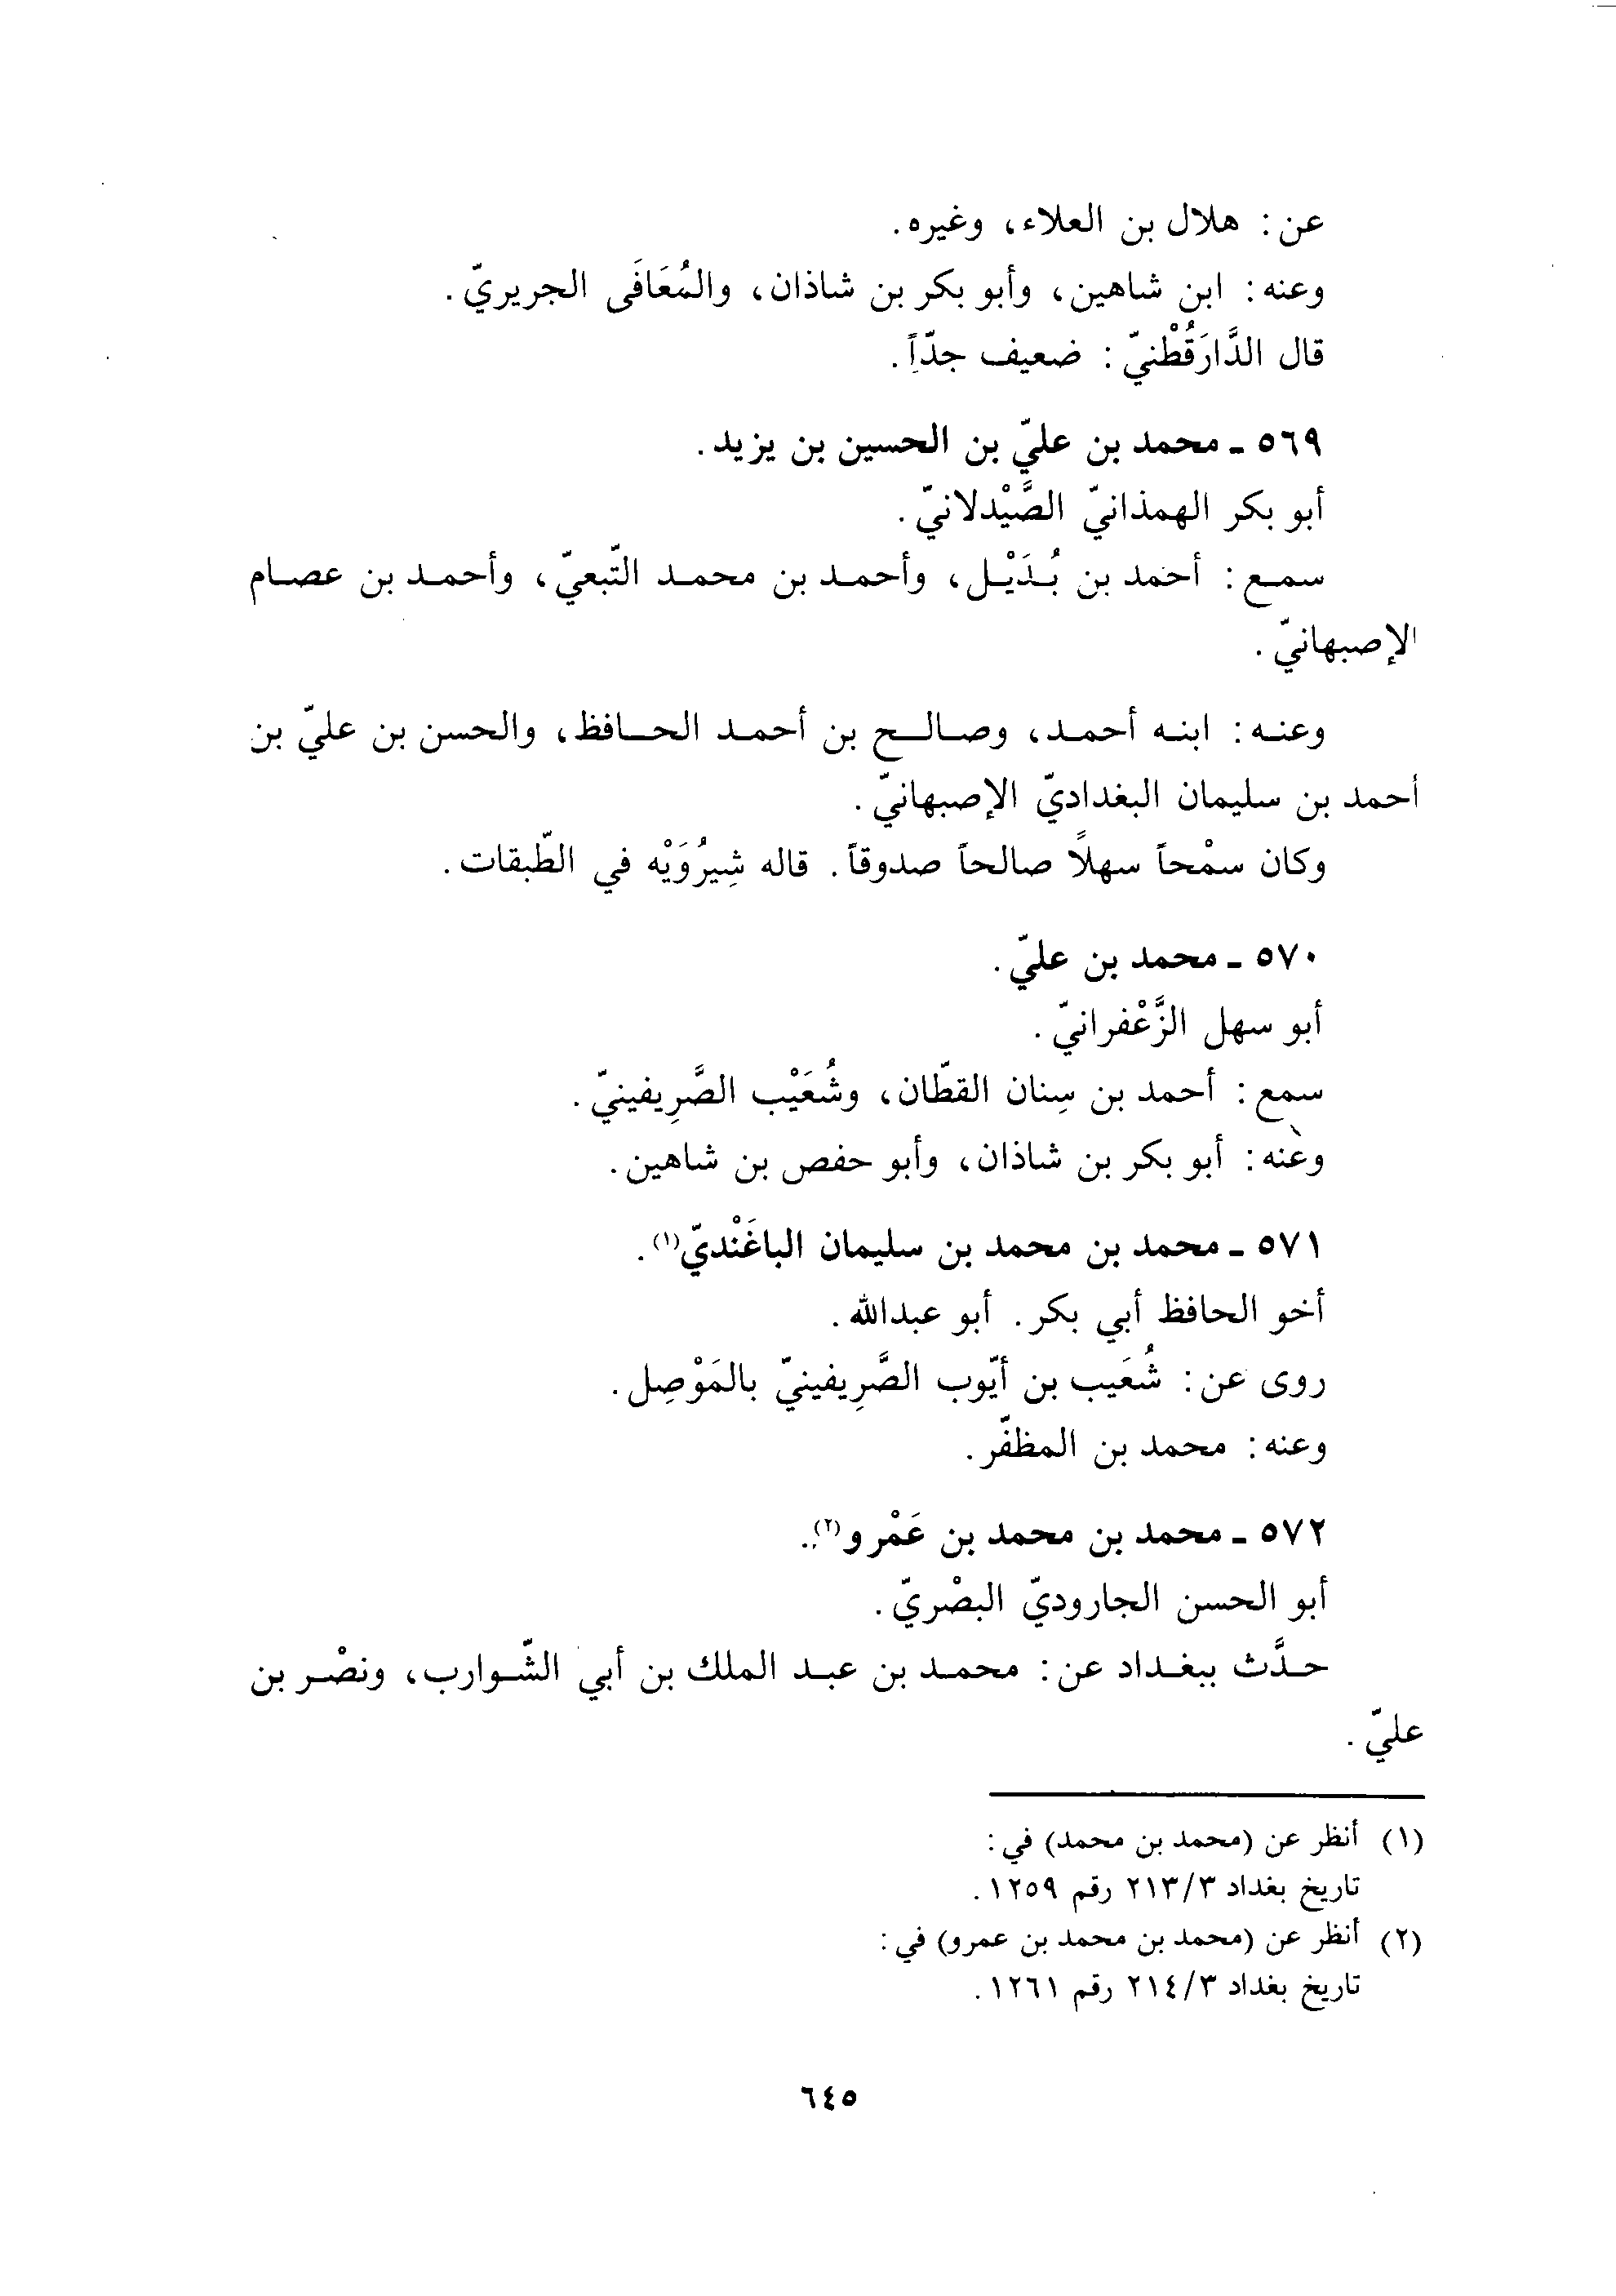 عن: هلال بن العلاء، وغيره.
وعنه: ابن شاهين، وأبو بكر بن شاذان، والمُعَافَى الجريريّ.
قال الدَّارَقُطْنيّ: ضعيف جدّاً.
٥٦٩ ـ محمد بن عليّ بن الحسين بن يزيد.
أبو بكر الهمذانيّ الصَّيْدلانيّ.
سمع: أحمد بن بُدَيْل، وأحمد بن محمد التّبعيّ، وأحمد بن عصام
الإصبهانيّ.
وعنه: ابنه أحمد، وصالح بن أحمد الحافظ، والحسن بن عليّ بن
أحمد بن سليمان البغداديّ الإصبهانيّ.
وكان سمْحاً سهلاً صالحاً صدوقاً. قاله شِيرُوَيْه في الطّبقات.
٥٧٠ ـ محمد بن عليّ.
أبو سهل الزَّعْفرانيّ.
سمع: أحمد بن سِنان القطّان، وشُعَيْب الصَّرِيفينيّ.
وعنه: أبو بكر بن شاذان، وأبو حفص بن شاهين.
٥٧١ ـ محمد بن محمد بن سليمان الباغَنْديّ(١).
أخو الحافظ أبي بكر. أبو عبدالله.
روى عن: شُعَيب بن أيّوب الصَّرِيفينيّ بالمَوْصِل.
وعنه: محمد بن المظفّر.
٥٧٢ ـ محمد بن محمد بن عَمْرو(٢).
أبو الحسن الجاروديّ البصْريّ.
حدَّث ببغداد عن: محمد بن عبد الملك بن أبي الشّوارب، ونصْر بن
عليّ.
(١) أنظر عن (محمد بن محمد) في:
تاريخ بغداد ٢١٣/٣ رقم ١٢٥٩.
(٢) أنظر عن (محمد بن محمد بن عمرو) في:
تاريخ بغداد ٢١٤/٣ رقم ١٢٦١.
٦٤٥